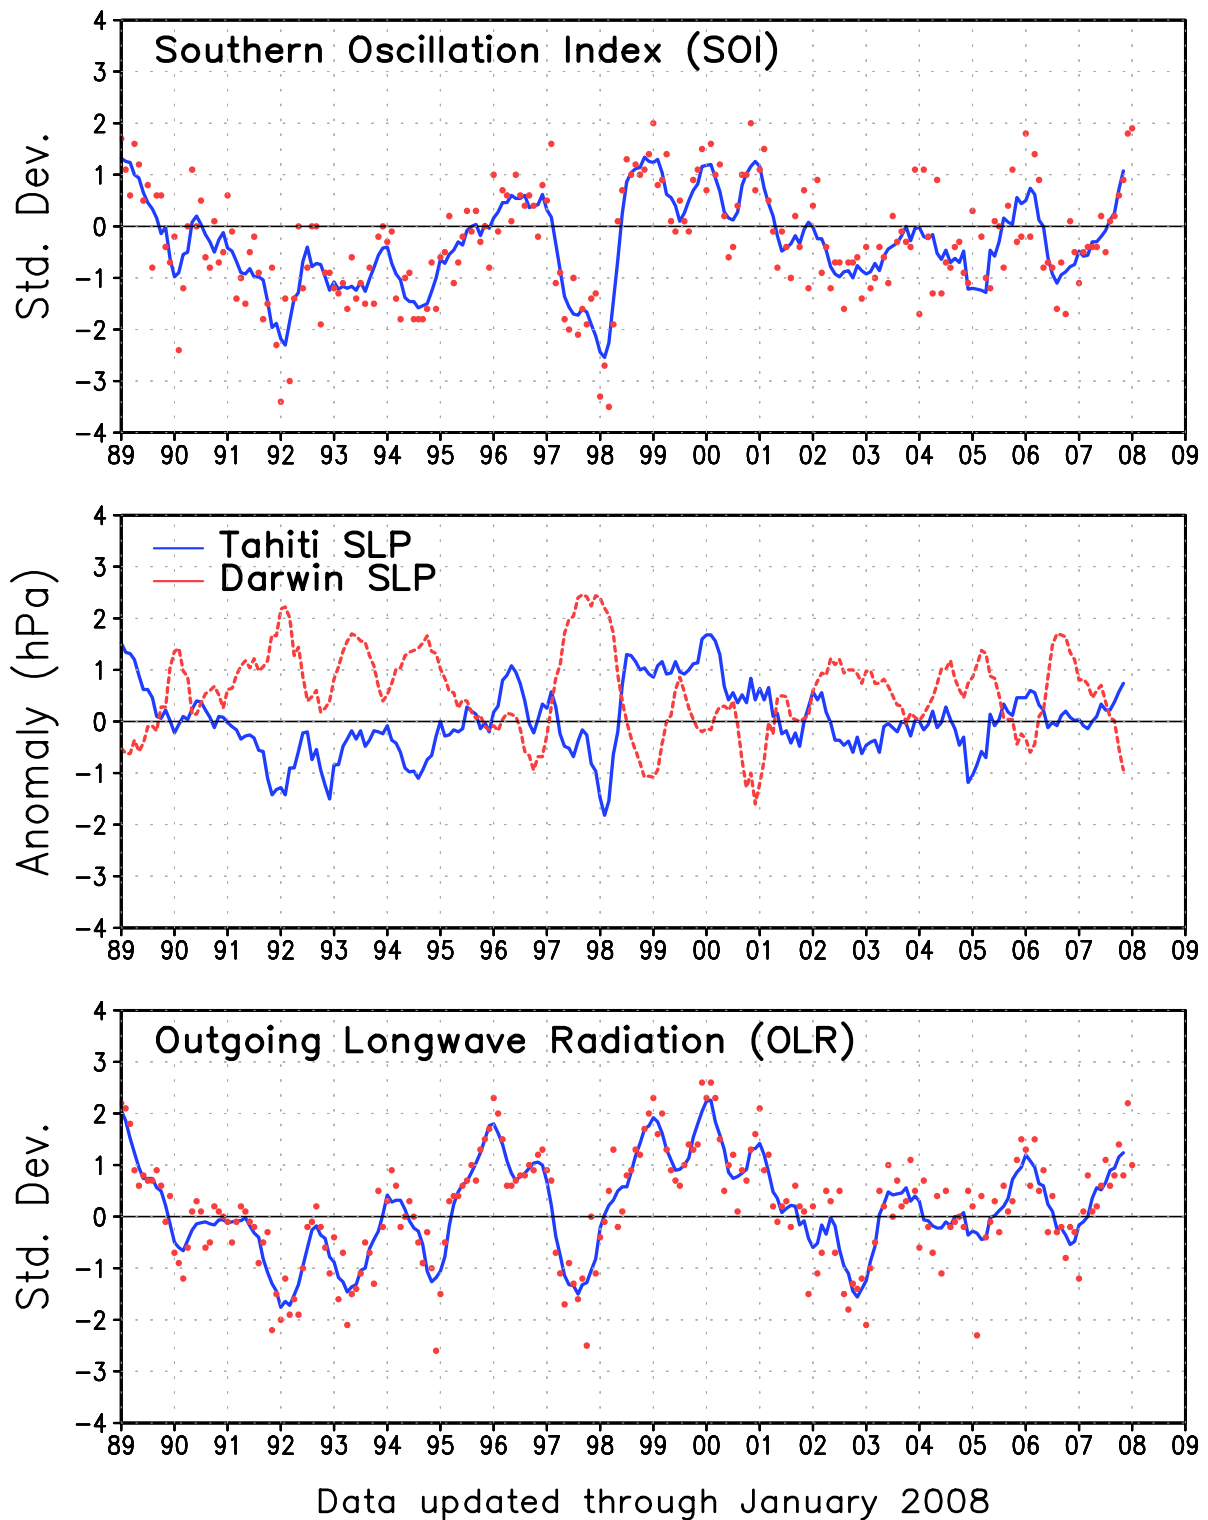 Southern Oscillation Index (SOI)
Std. Dev.
4
3
2
1
0
−1
−2
−3
−4
89 90 91 92 93 94 95 96 97 98 99 00 01 02 03 04 05 06 07 08 09
Tahiti SLP
Darwin SLP
Anomaly (hPa)
4
3
2
1
0
−1
−2
−3
−4
89 90 91 92 93 94 95 96 97 98 99 00 01 02 03 04 05 06 07 08 09
Outgoing Longwave Radiation (OLR)
Std. Dev.
4
3
2
1
0
−1
−2
−3
−4
89 90 91 92 93 94 95 96 97 98 99 00 01 02 03 04 05 06 07 08 09
Data updated through January 2008